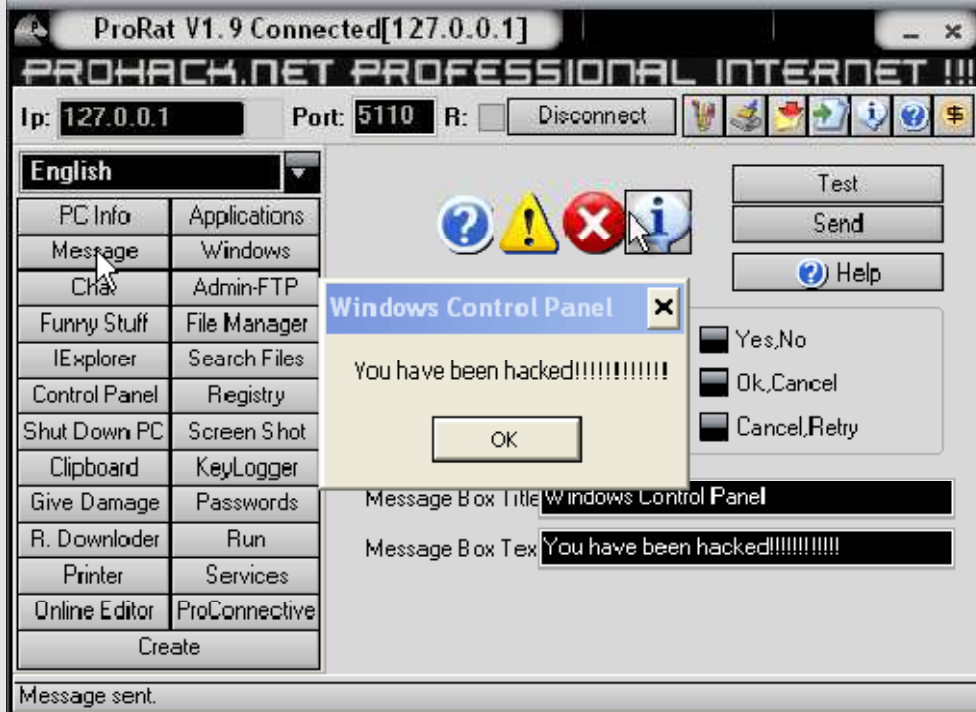 ProRat V1.9 Connected[127.0.0.1]
PROHACK.NET PROFESSIONAL INTERNET !!!
Ip: 127.0.0.1 Port: 5110 R: Disconnect
English
PC Info Applications
Message Windows
Chat Admin-FTP
Funny Stuff File Manager
IExplorer Search Files
Control Panel Registry
Shut Down PC Screen Shot
Clipboard KeyLogger
Give Damage Passwords
R. Downloder Run
Printer Services
Online Editor ProConnective
Create
Test
Send
Help
Windows Control Panel
You have been hacked!!!!!!!!!!!!!
OK
Yes,No
Ok,Cancel
Cancel,Retry
Message Box Title Windows Control Panel
Message Box Tex You have been hacked!!!!!!!!!!!!!
Message sent.